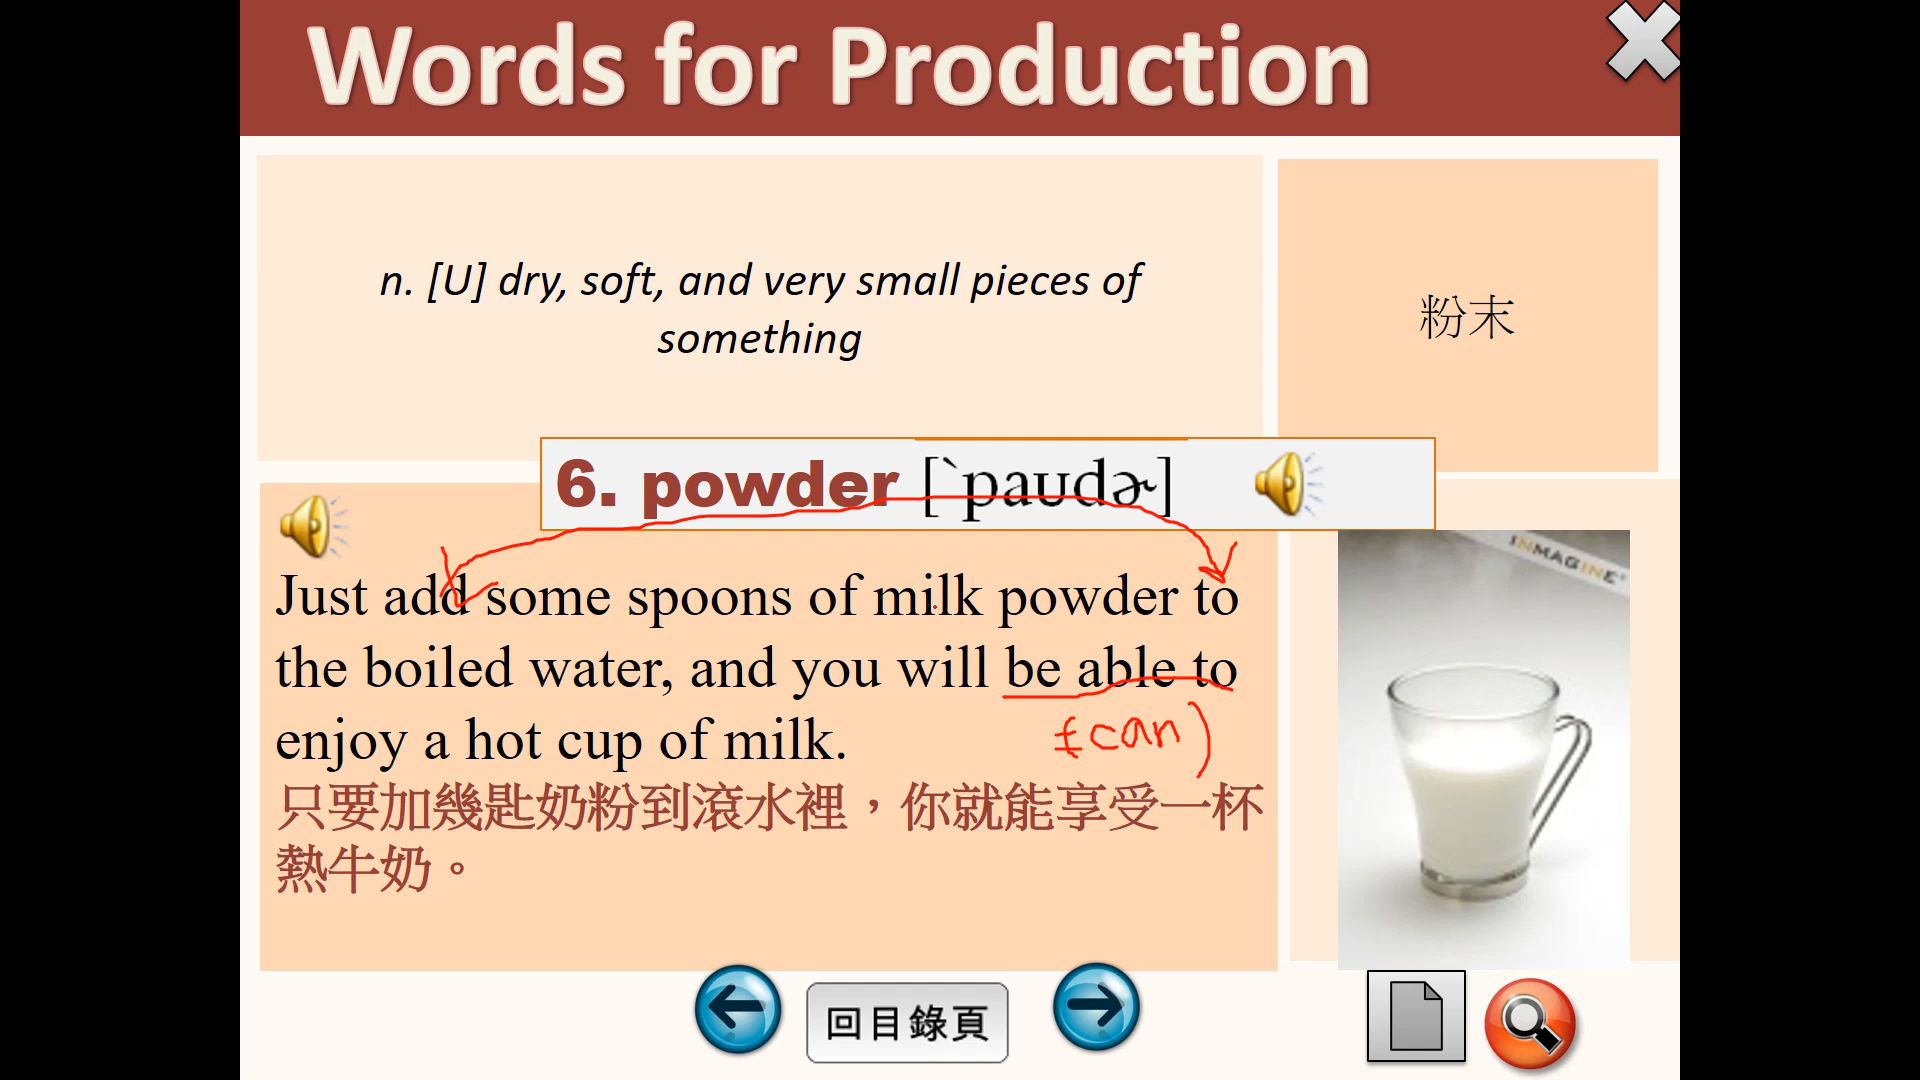 Words for Production
n. [U] dry, soft, and very small pieces of
something
粉末
6. powder [ˋpaʊdɚ]
Just add some spoons of milk powder to
the boiled water, and you will be able to
(can)
enjoy a hot cup of milk.
只要加幾匙奶粉到滾水裡，你就能享受一杯
熱牛奶。
INMAGINE
回目錄頁